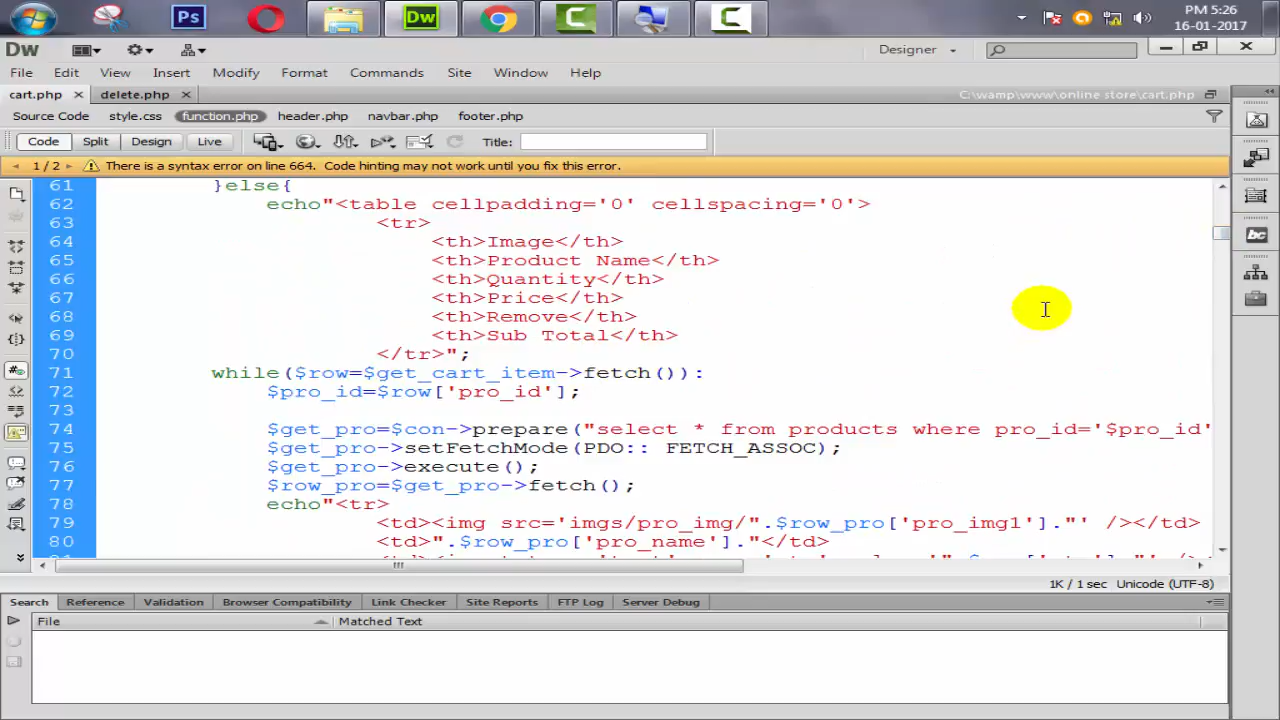 Ps
Dw
PM 5:26
16-01-2017
Dw
Designer
File Edit View Insert Modify Format Commands Site Window Help
cart.php × delete.php × C:\wamp\www\online store\cart.php
Source Code style.css function.php header.php navbar.php footer.php
Code Split Design Live Title:
1 / 2 There is a syntax error on line 664. Code hinting may not work until you fix this error.
61 }else{
62 echo"<table cellpadding='0' cellspacing='0'>
63 <tr>
64 <th>Image</th>
65 <th>Product Name</th>
66 <th>Quantity</th>
67 <th>Price</th>
68 <th>Remove</th>
69 <th>Sub Total</th>
70 </tr>";
71 while($row=$get_cart_item->fetch()):
72 $pro_id=$row['pro_id'];
73
74 $get_pro=$con->prepare("select * from products where pro_id='$pro_id'
75 $get_pro->setFetchMode(PDO:: FETCH_ASSOC);
76 $get_pro->execute();
77 $row_pro=$get_pro->fetch();
78 echo"<tr>
79 <td><img src='imgs/pro_img/".$row_pro['pro_img1']."' /></td>
80 <td>".$row_pro['pro_name']."</td>
1K / 1 sec Unicode (UTF-8)
Search Reference Validation Browser Compatibility Link Checker Site Reports FTP Log Server Debug
File Matched Text